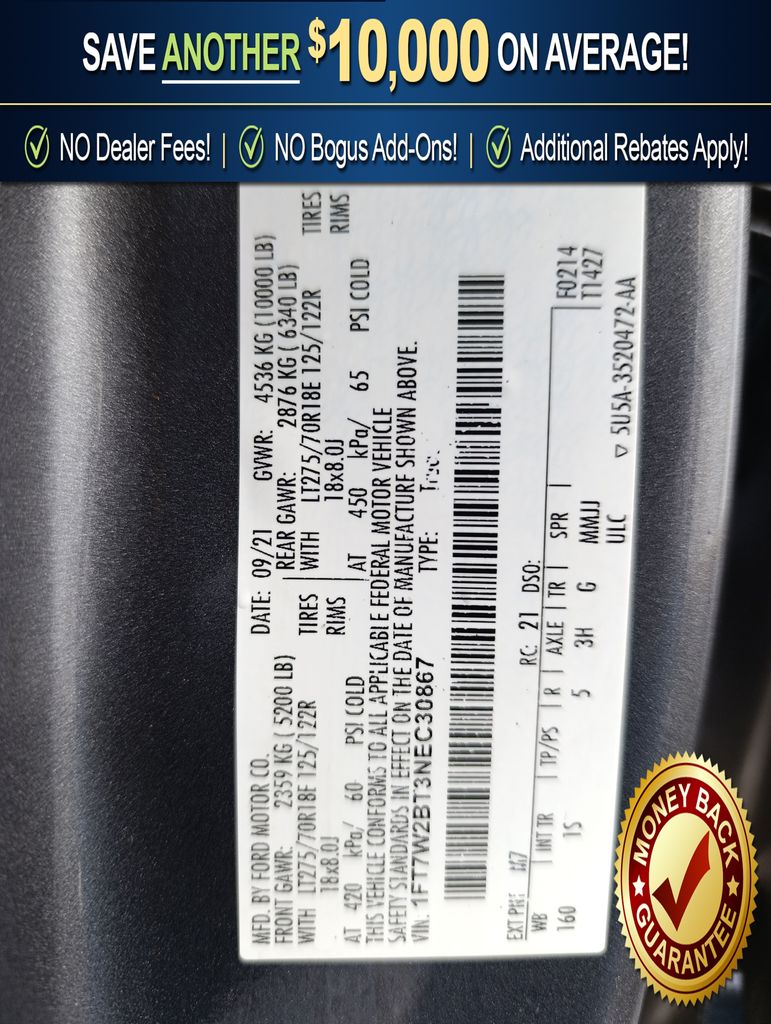 SAVE ANOTHER $10,000 ON AVERAGE!
NO Dealer Fees! | NO Bogus Add-Ons! | Additional Rebates Apply!
MFD. BY FORD MOTOR CO.
DATE: 09/21 GVWR: 4536 KG (10000 LB)
FRONT GAWR: 2359 KG ( 5200 LB)
REAR GAWR: 2876 KG ( 6340 LB)
WITH LT275/70R18E 125/122R TIRES
WITH LT275/70R18E 125/122R TIRES
18x8.0J RIMS
18x8.0J RIMS
AT 420 kPa/ 60 PSI COLD
AT 450 kPa/ 65 PSI COLD
THIS VEHICLE CONFORMS TO ALL APPLICABLE FEDERAL MOTOR VEHICLE
SAFETY STANDARDS IN EFFECT ON THE DATE OF MANUFACTURE SHOWN ABOVE.
VIN: 1FT7W2BT3NEC30867
TYPE:
EXT PNT: RC: 21 DSO:
WB | INT TR | TP/PS | R | AXLE | TR | SPR | F0214
160 1S 5 3H G MMJJ T1427
ULC
▽ 5U5A-3520472-AA
MONEY BACK
GUARANTEE